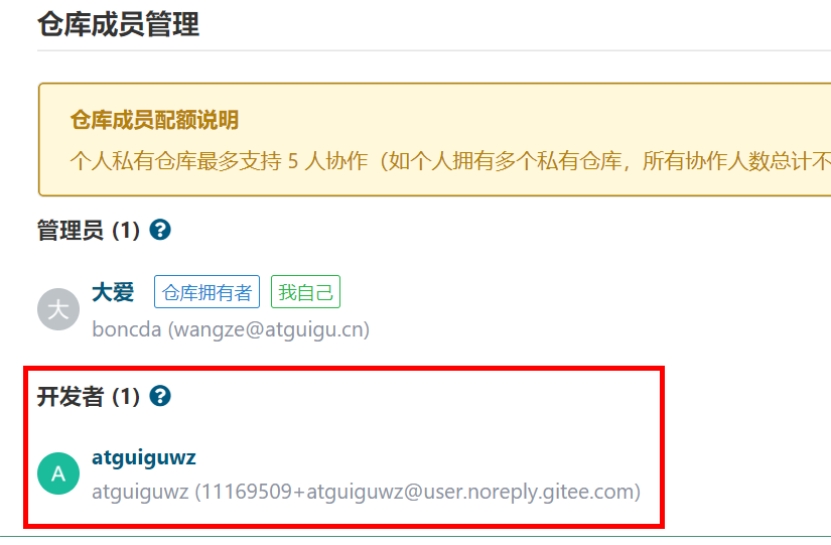 仓库成员管理
仓库成员配额说明
个人私有仓库最多支持 5 人协作（如个人拥有多个私有仓库，所有协作人数总计不
管理员 (1) ?
大
大爱 仓库拥有者 我自己
boncda (wangze@atguigu.cn)
开发者 (1) ?
A
atguiguwz
atguiguwz (11169509+atguiguwz@user.noreply.gitee.com)